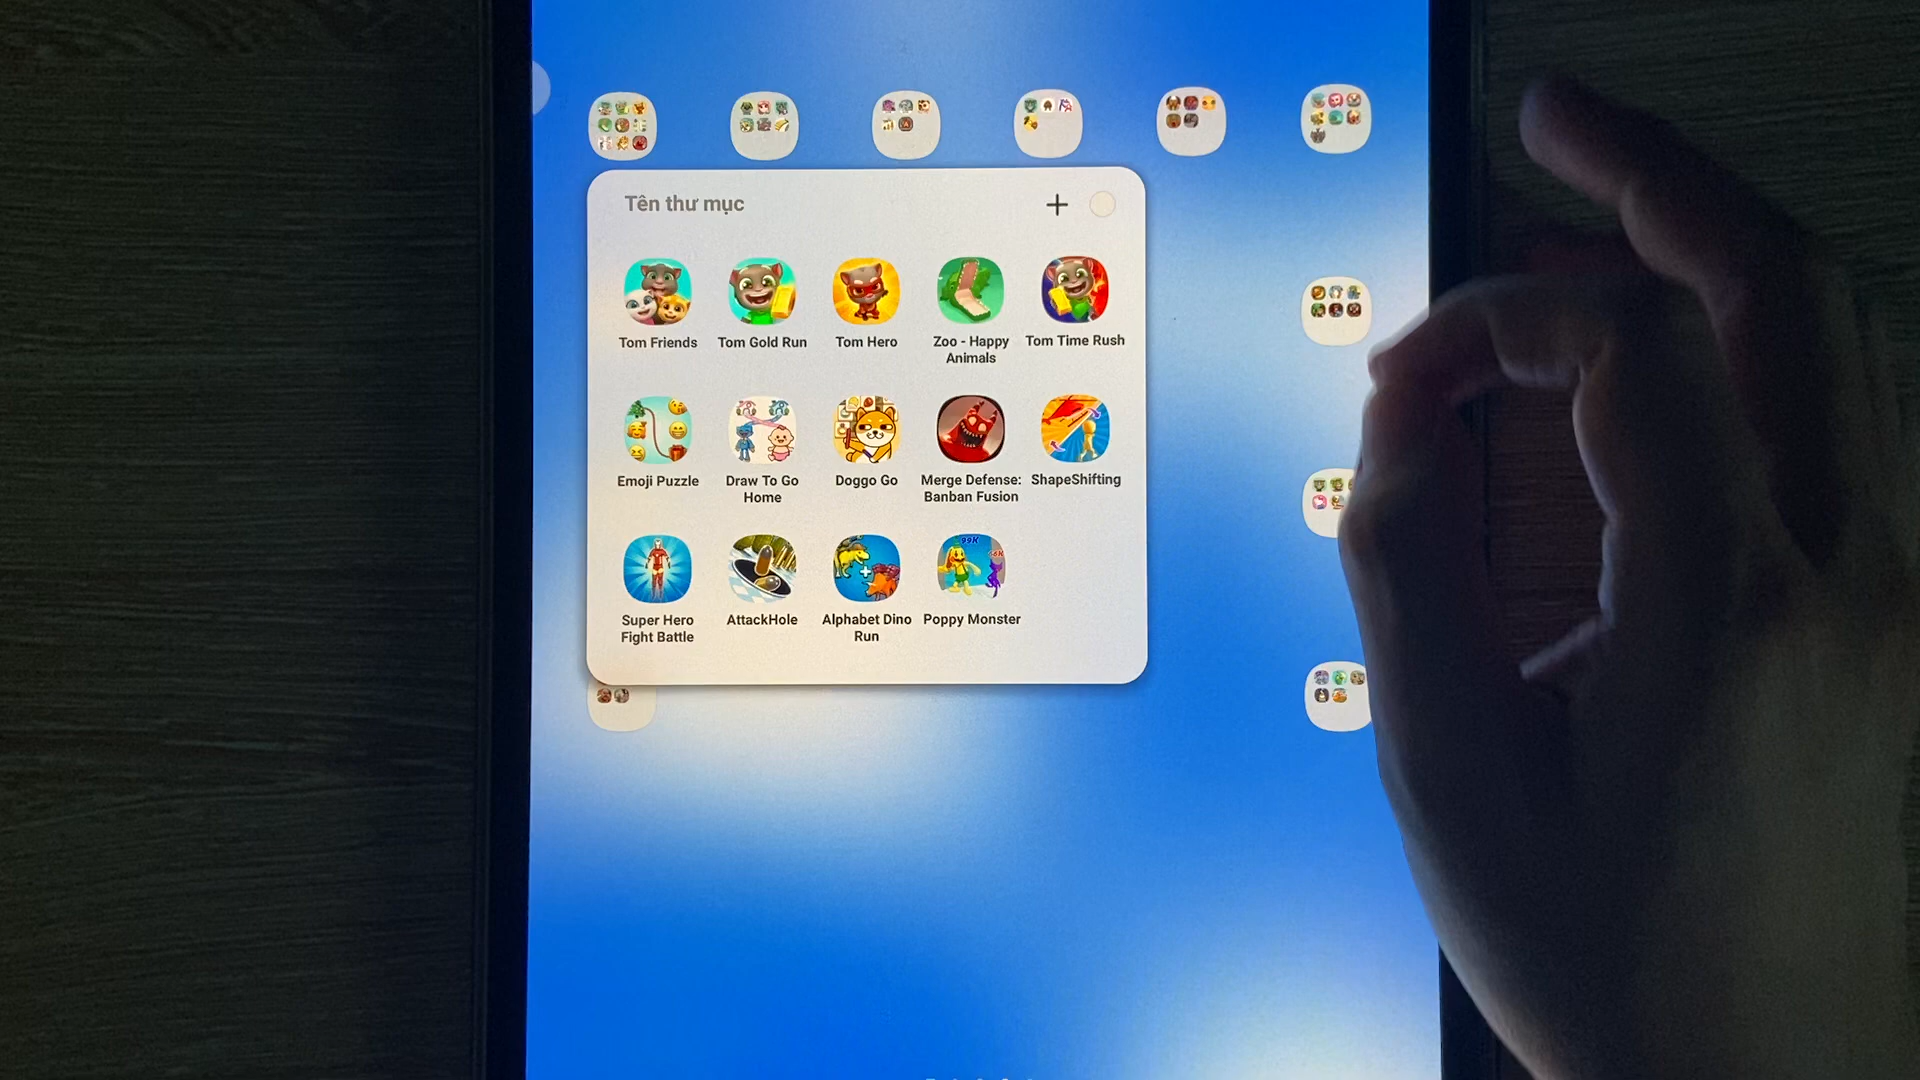 Tên thư mục
Tom Friends
Tom Gold Run
Tom Hero
Zoo - Happy
Animals
Tom Time Rush
Emoji Puzzle
Draw To Go
Home
Doggo Go
Merge Defense:
Banban Fusion
ShapeShifting
Super Hero
Fight Battle
AttackHole
Alphabet Dino
Run
99K
Poppy Monster